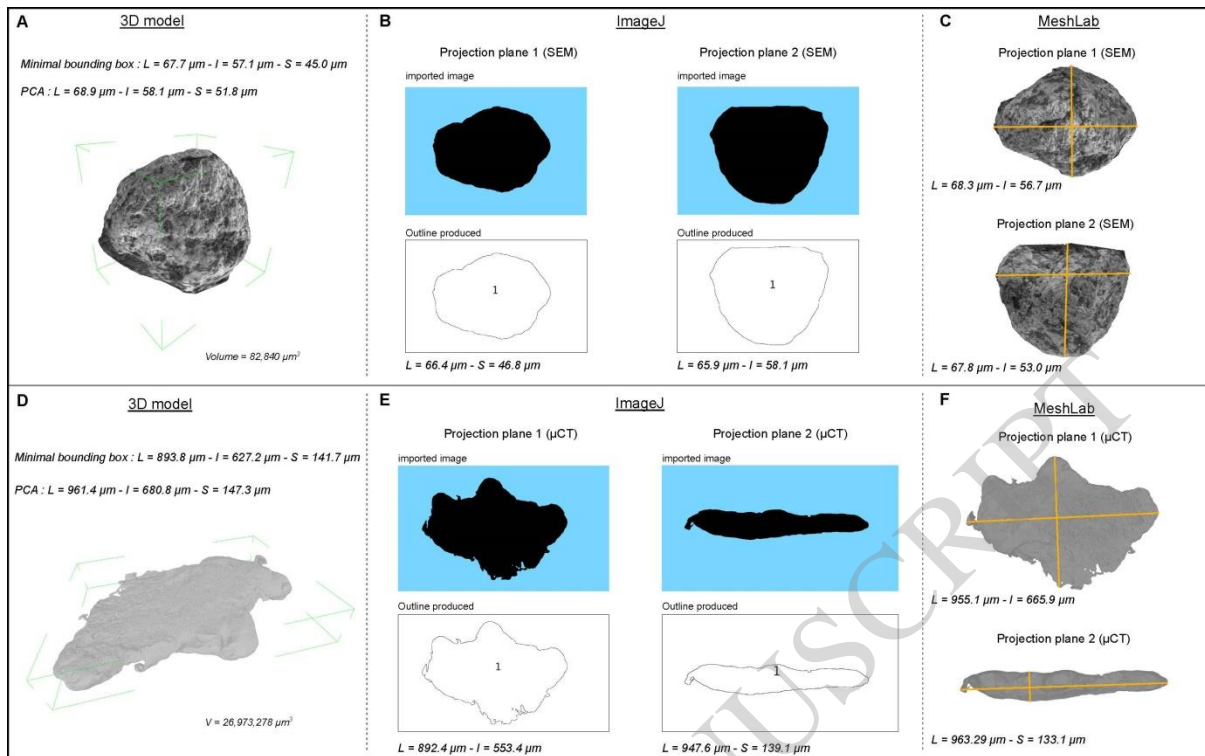 A
3D model
Minimal bounding box : L = 67.7 µm - I = 57.1 µm - S = 45.0 µm
PCA : L = 68.9 µm - I = 58.1 µm - S = 51.8 µm
Volume = 82,840 µm³
B
ImageJ
Projection plane 1 (SEM)
imported image
Outline produced
1
L = 66.4 µm - S = 46.8 µm
Projection plane 2 (SEM)
imported image
Outline produced
1
L = 65.9 µm - I = 58.1 µm
C
MeshLab
Projection plane 1 (SEM)
L = 68.3 µm - I = 56.7 µm
Projection plane 2 (SEM)
L = 67.8 µm - I = 53.0 µm
D
3D model
Minimal bounding box : L = 893.8 µm - I = 627.2 µm - S = 141.7 µm
PCA : L = 961.4 µm - I = 680.8 µm - S = 147.3 µm
V = 26,973,278 µm³
E
ImageJ
Projection plane 1 (µCT)
imported image
Outline produced
1
L = 892.4 µm - I = 553.4 µm
Projection plane 2 (µCT)
imported image
Outline produced
1
L = 947.6 µm - S = 139.1 µm
F
MeshLab
Projection plane 1 (µCT)
L = 955.1 µm - I = 665.9 µm
Projection plane 2 (µCT)
L = 963.29 µm - S = 133.1 µm
NUSCRIPT